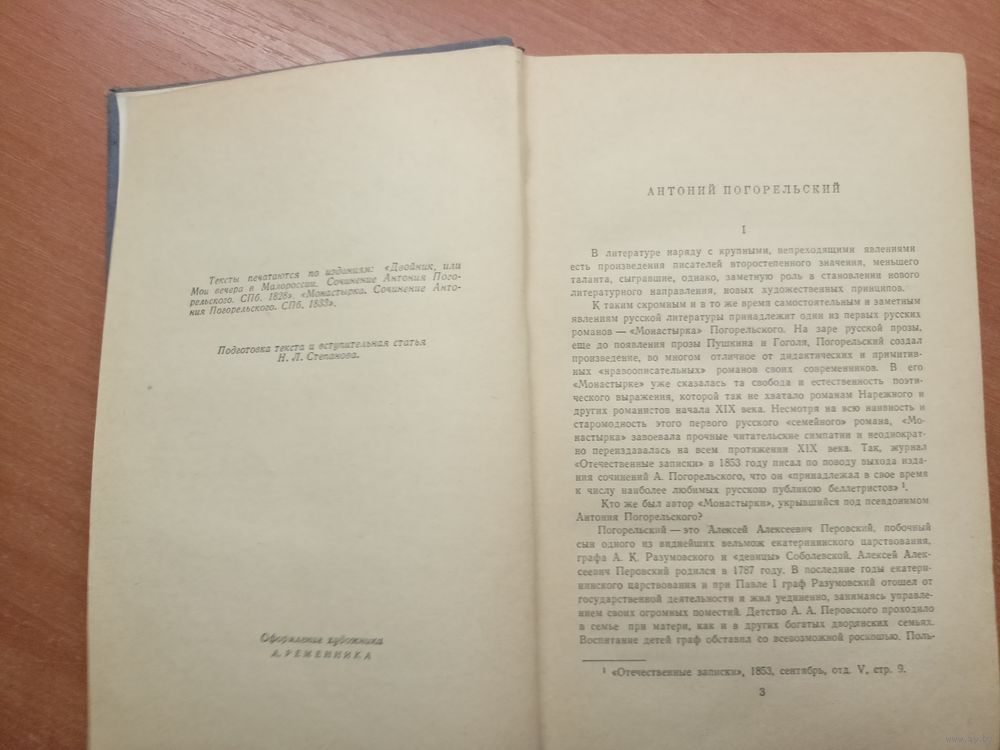 Тексты печатаются по изданиям: «Двойник, или
Мои вечера в Малороссии. Сочинение Антония Пого-
рельского. СПб. 1828». «Монастырка. Сочинение Анто-
ния Погорельского. СПб. 1833».
Подготовка текста и вступительная статья
Н. Л. Степанова.
Оформление художника
А. РЕМЕННИКА
АНТОНИЙ ПОГОРЕЛЬСКИЙ
I
В литературе наряду с крупными, непреходящими явлениями
есть произведения писателей второстепенного значения, меньшего
таланта, сыгравшие, однако, заметную роль в становлении нового
литературного направления, новых художественных принципов.
К таким скромным и в то же время самостоятельным и заметным
явлениям русской литературы принадлежит один из первых русских
романов — «Монастырка» Погорельского. На заре русской прозы,
еще до появления прозы Пушкина и Гоголя, Погорельский создал
произведение, во многом отличное от дидактических и примитив-
ных «нравоописательных» романов своих современников. В его
«Монастырке» уже сказалась та свобода и естественность поэти-
ческого выражения, которой так не хватало романам Нарежного и
других романистов начала XIX века. Несмотря на всю наивность и
старомодность этого первого русского «семейного» романа, «Мо-
настырка» завоевала прочные читательские симпатии и неоднократ-
но переиздавалась на всем протяжении XIX века. Так, журнал
«Отечественные записки» в 1853 году писал по поводу выхода изда-
ния сочинений А. Погорельского, что он «принадлежал в свое время
к числу наиболее любимых русскою публикою беллетристов» ¹.
Кто же был автор «Монастырки», укрывшийся под псевдонимом
Антония Погорельского?
Погорельский — это Алексей Алексеевич Перовский, побочный
сын одного из виднейших вельмож екатерининского царствования,
графа А. К. Разумовского и «девицы» Соболевской. Алексей Алек-
сеевич Перовский родился в 1787 году. В последние годы екатери-
нинского царствования и при Павле I граф Разумовский отошел от
государственной деятельности и жил уединенно, занимаясь управле-
нием своих огромных поместий. Детство А. А. Перовского проходило
в семье при матери, как и в других богатых дворянских семьях.
Воспитание детей граф обставил со всевозможной роскошью. Поль-
¹ «Отечественные записки», 1853, сентябрь, отд. V, стр. 9.
3